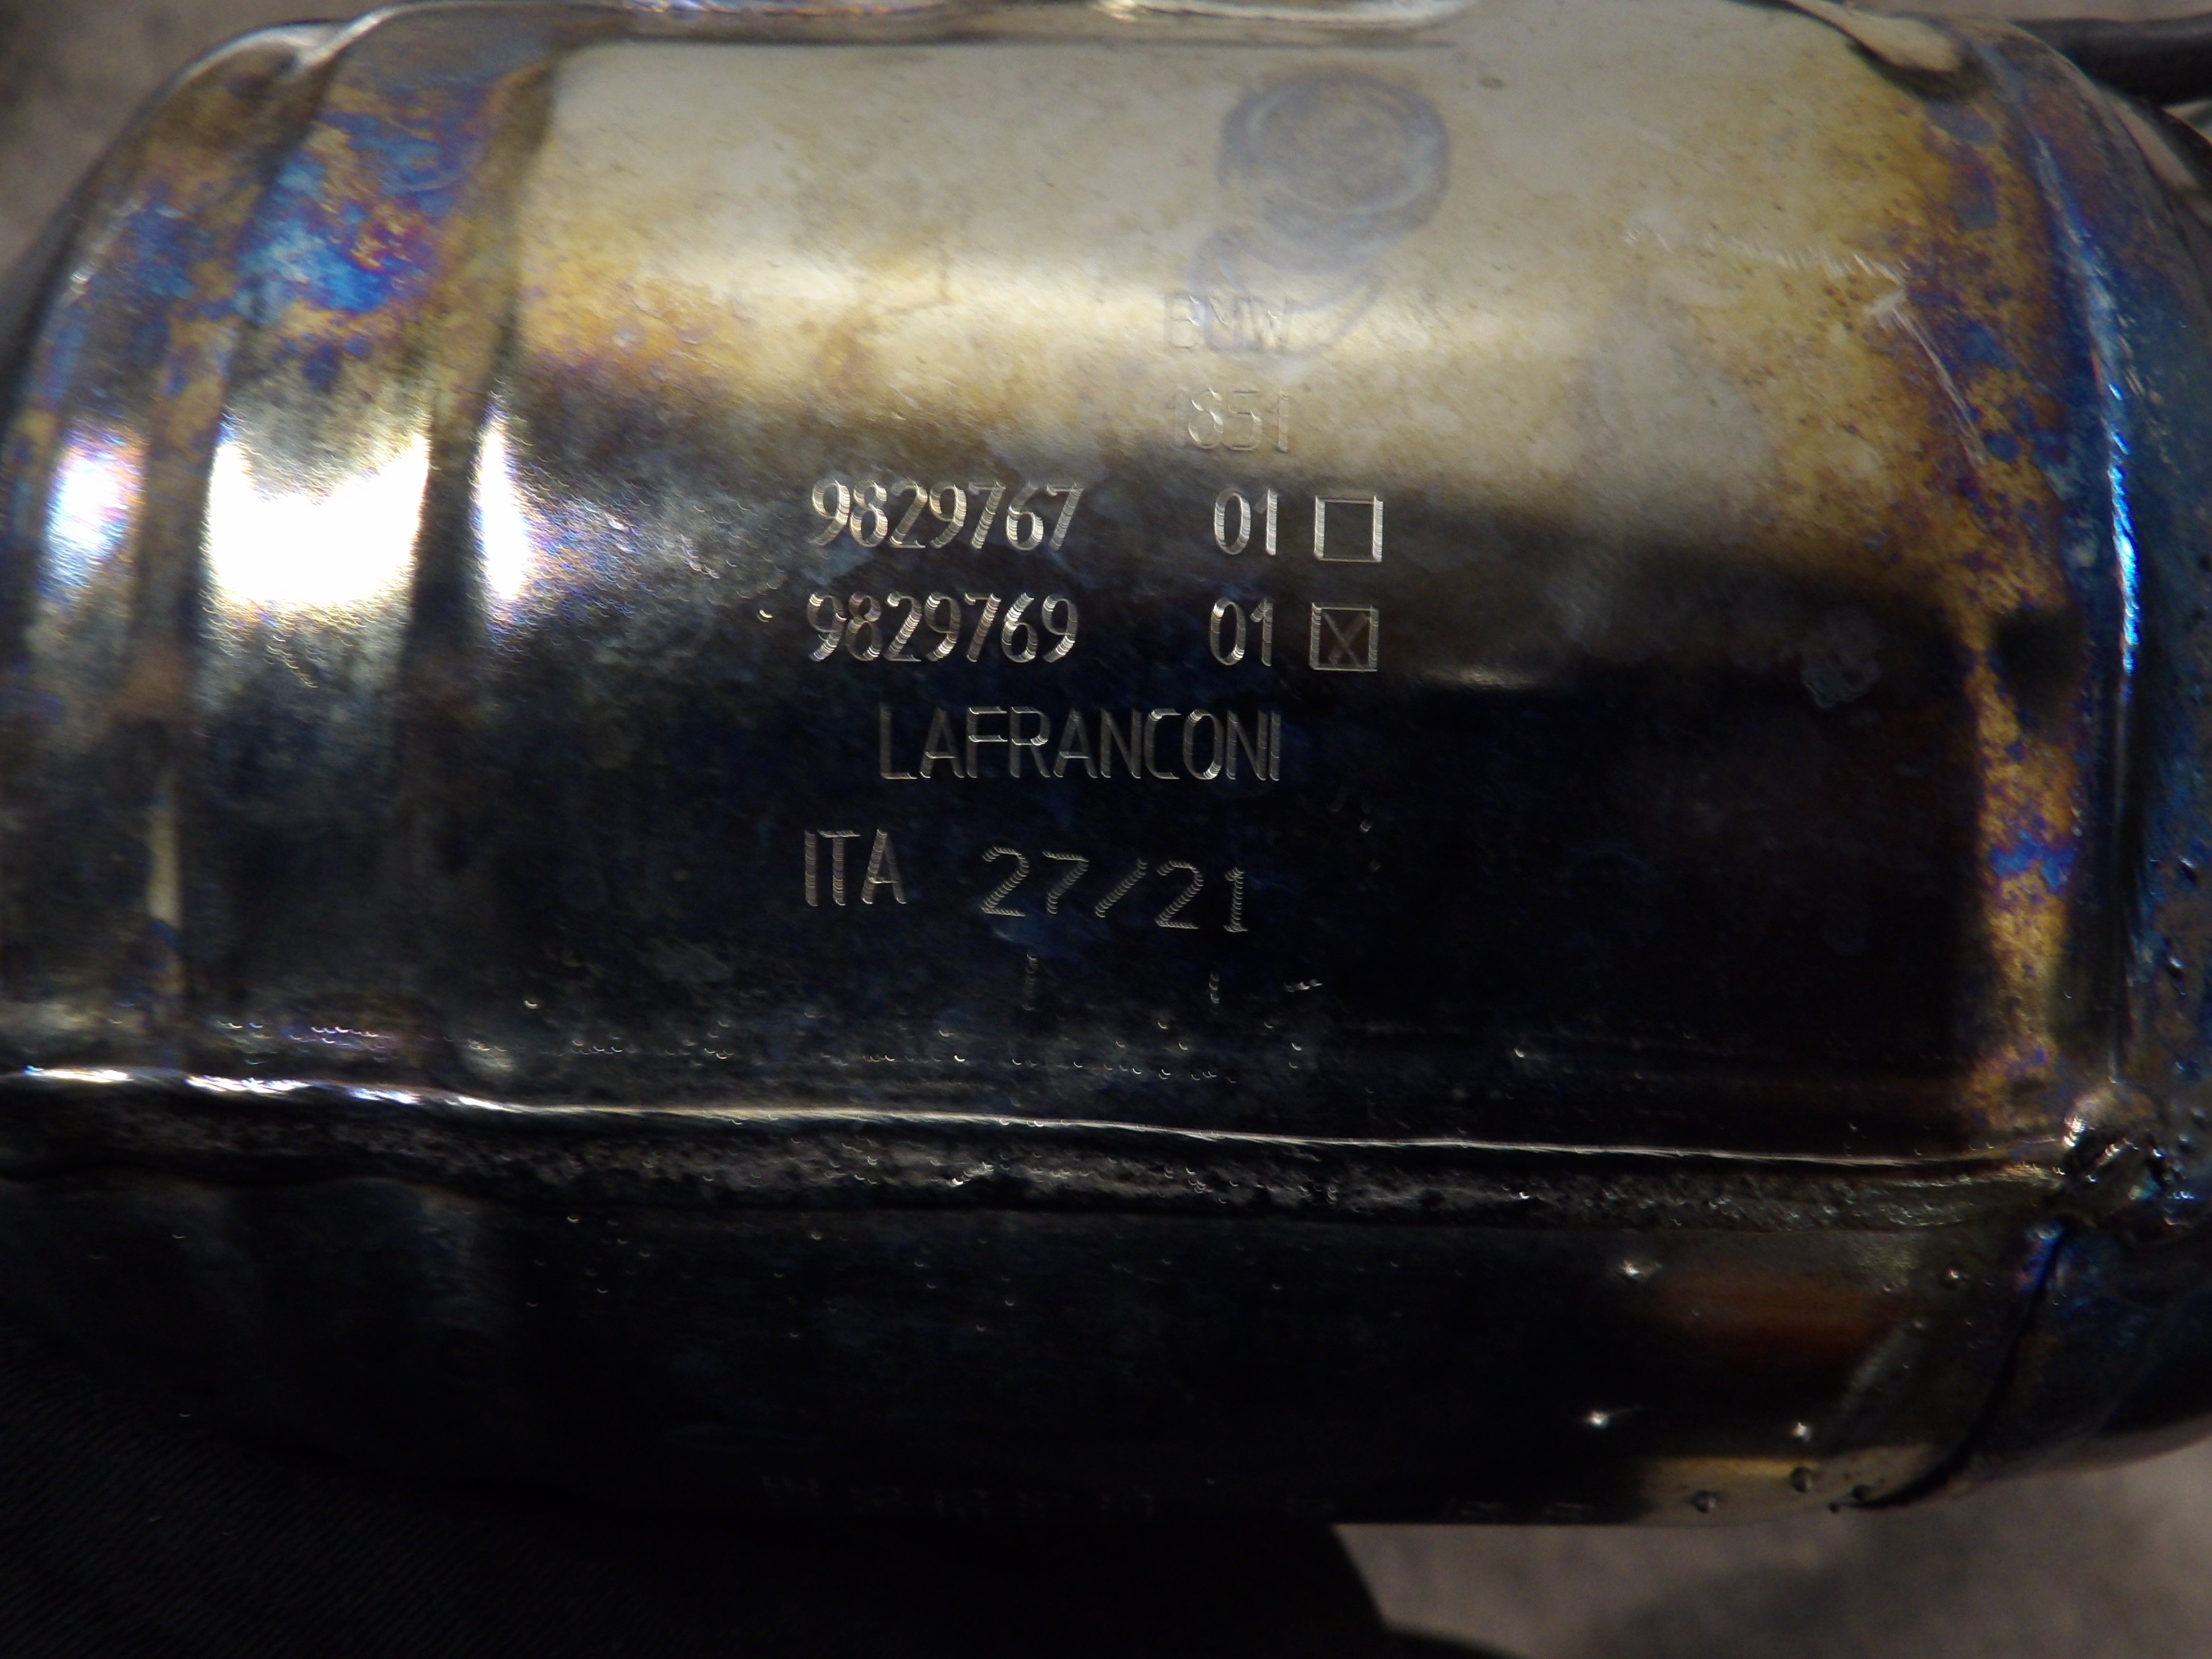 BMW
1851
9829767 01 ☐
9829769 01 ☒
LAFRANCONI
ITA 27/21